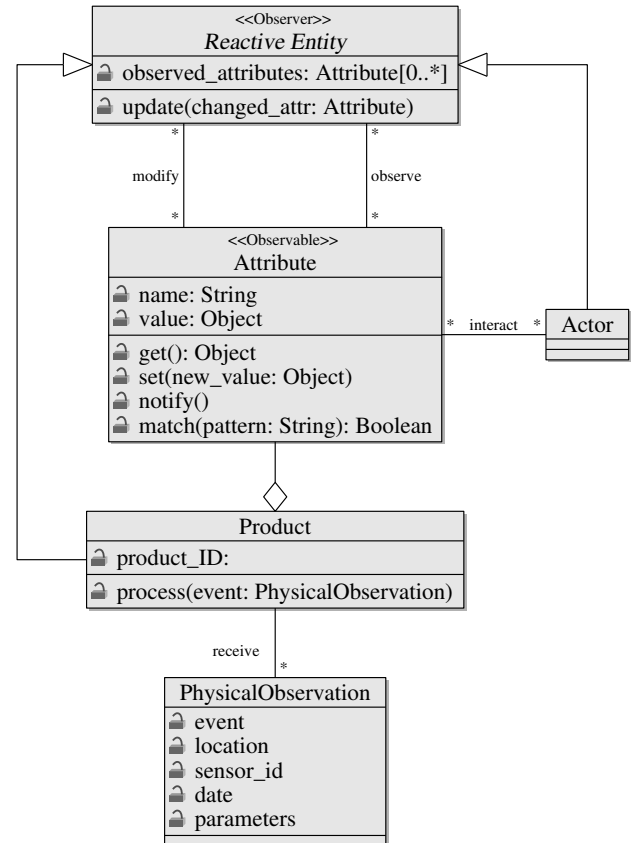 <<Observer>>
Reactive Entity
observed_attributes: Attribute[0..*]
update(changed_attr: Attribute)
* *
modify observe
* *
<<Observable>>
Attribute
name: String
value: Object
* interact * Actor
get(): Object
set(new_value: Object)
notify()
match(pattern: String): Boolean
Product
product_ID:
process(event: PhysicalObservation)
receive
*
PhysicalObservation
event
location
sensor_id
date
parameters